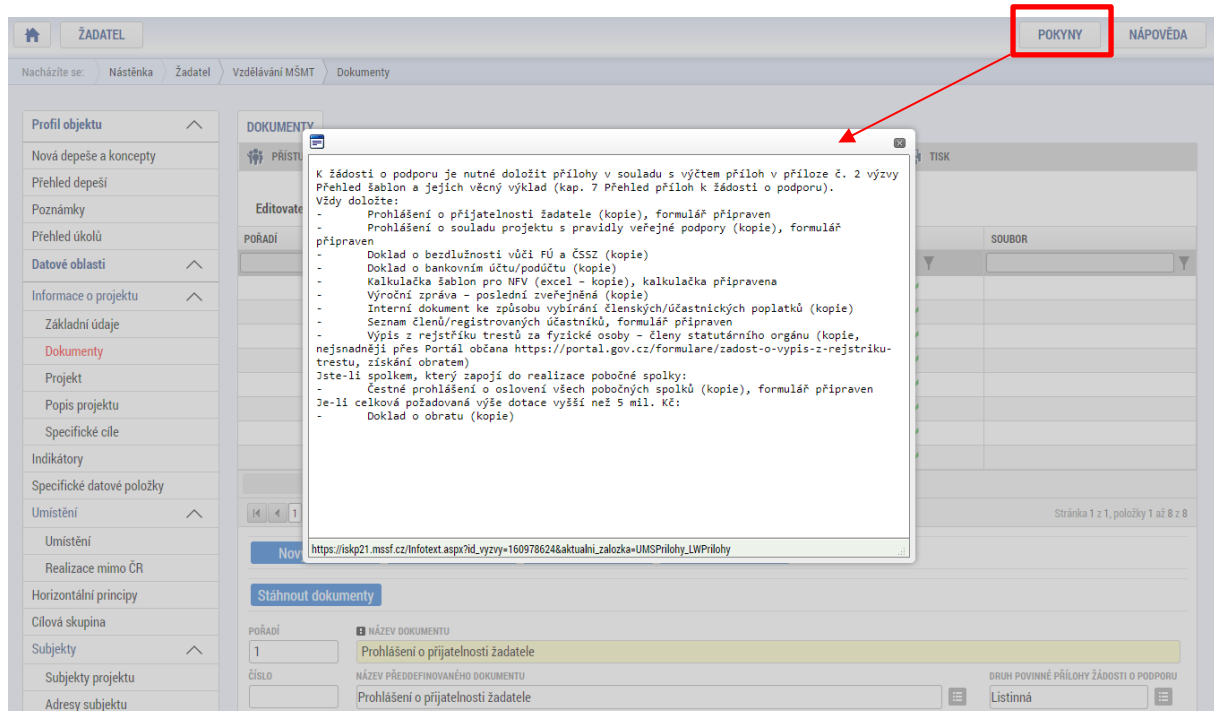 ŽADATEL
POKYNY
NÁPOVĚDA
Nacházíte se: Nástěnka Žadatel Vzdělávání MŠMT Dokumenty
Profil objektu
Nová depeše a koncepty
Přehled depeší
Poznámky
Přehled úkolů
Datové oblasti
Informace o projektu
Základní údaje
Dokumenty
Projekt
Popis projektu
Specifické cíle
Indikátory
Specifické datové položky
Umístění
Umístění
Realizace mimo ČR
Horizontální principy
Cílová skupina
Subjekty
Subjekty projektu
Adresy subjektu
DOKUMENTY
TISK
POŘADÍ
SOUBOR
K žádosti o podporu je nutné doložit přílohy v souladu s výčtem příloh v příloze č. 2 výzvy
Přehled šablon a jejich věcný výklad (kap. 7 Přehled příloh k žádosti o podporu).
Vždy doložte:
- Prohlášení o přijatelnosti žadatele (kopie), formulář připraven
- Prohlášení o souladu projektu s pravidly veřejné podpory (kopie), formulář
připraven
- Doklad o bezdlužnosti vůči FÚ a ČSSZ (kopie)
- Doklad o bankovním účtu/podúčtu (kopie)
- Kalkulačka šablon pro NFV (excel – kopie), kalkulačka připravena
- Výroční zpráva – poslední zveřejněná (kopie)
- Interní dokument ke způsobu vybírání členských/účastnických poplatků (kopie)
- Seznam členů/registrovaných účastníků, formulář připraven
- Výpis z rejstříku trestů za fyzické osoby – členy statutárního orgánu (kopie,
nejsnadněji přes Portál občana https://portal.gov.cz/formulare/zadost-o-vypis-z-rejstriku-
trestu, získání obratem)
Jste-li spolkem, který zapojí do realizace pobočné spolky:
- Čestné prohlášení o oslovení všech pobočných spolků (kopie), formulář připraven
Je-li celková požadovaná výše dotace vyšší než 5 mil. Kč:
- Doklad o obratu (kopie)
https://iskp21.mssf.cz/Infotext.aspx?id_vyzvy=160978624&aktualni_zalozka=UMSPrilohy_LWPrilohy
1
Stránka 1 z 1, položky 1 až 8 z 8
Stáhnout dokumenty
POŘADÍ
NÁZEV DOKUMENTU
1
Prohlášení o přijatelnosti žadatele
ČÍSLO
NÁZEV PŘEDDEFINOVANÉHO DOKUMENTU
DRUH POVINNÉ PŘÍLOHY ŽÁDOSTI O PODPORU
Prohlášení o přijatelnosti žadatele
Listinná